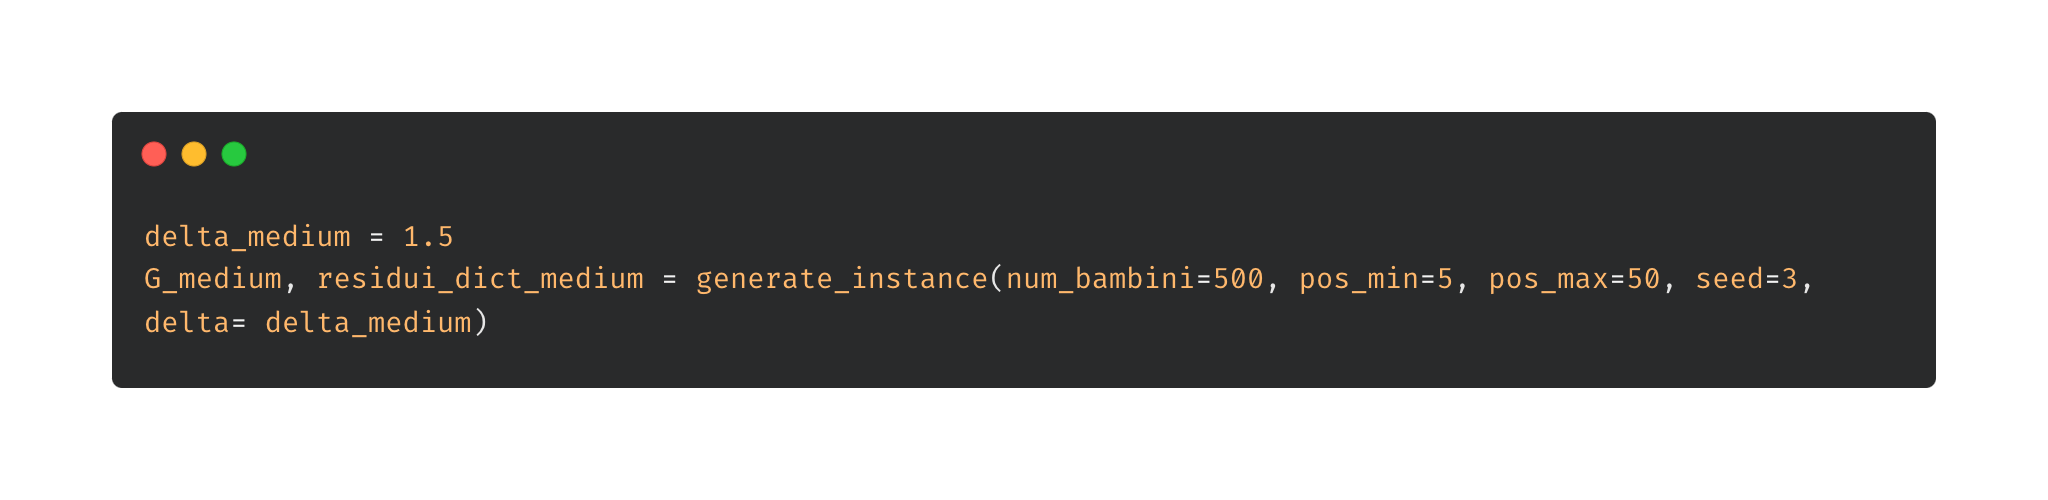 delta_medium = 1.5
G_medium, residui_dict_medium = generate_instance(num_bambini=500, pos_min=5, pos_max=50, seed=3,
delta= delta_medium)